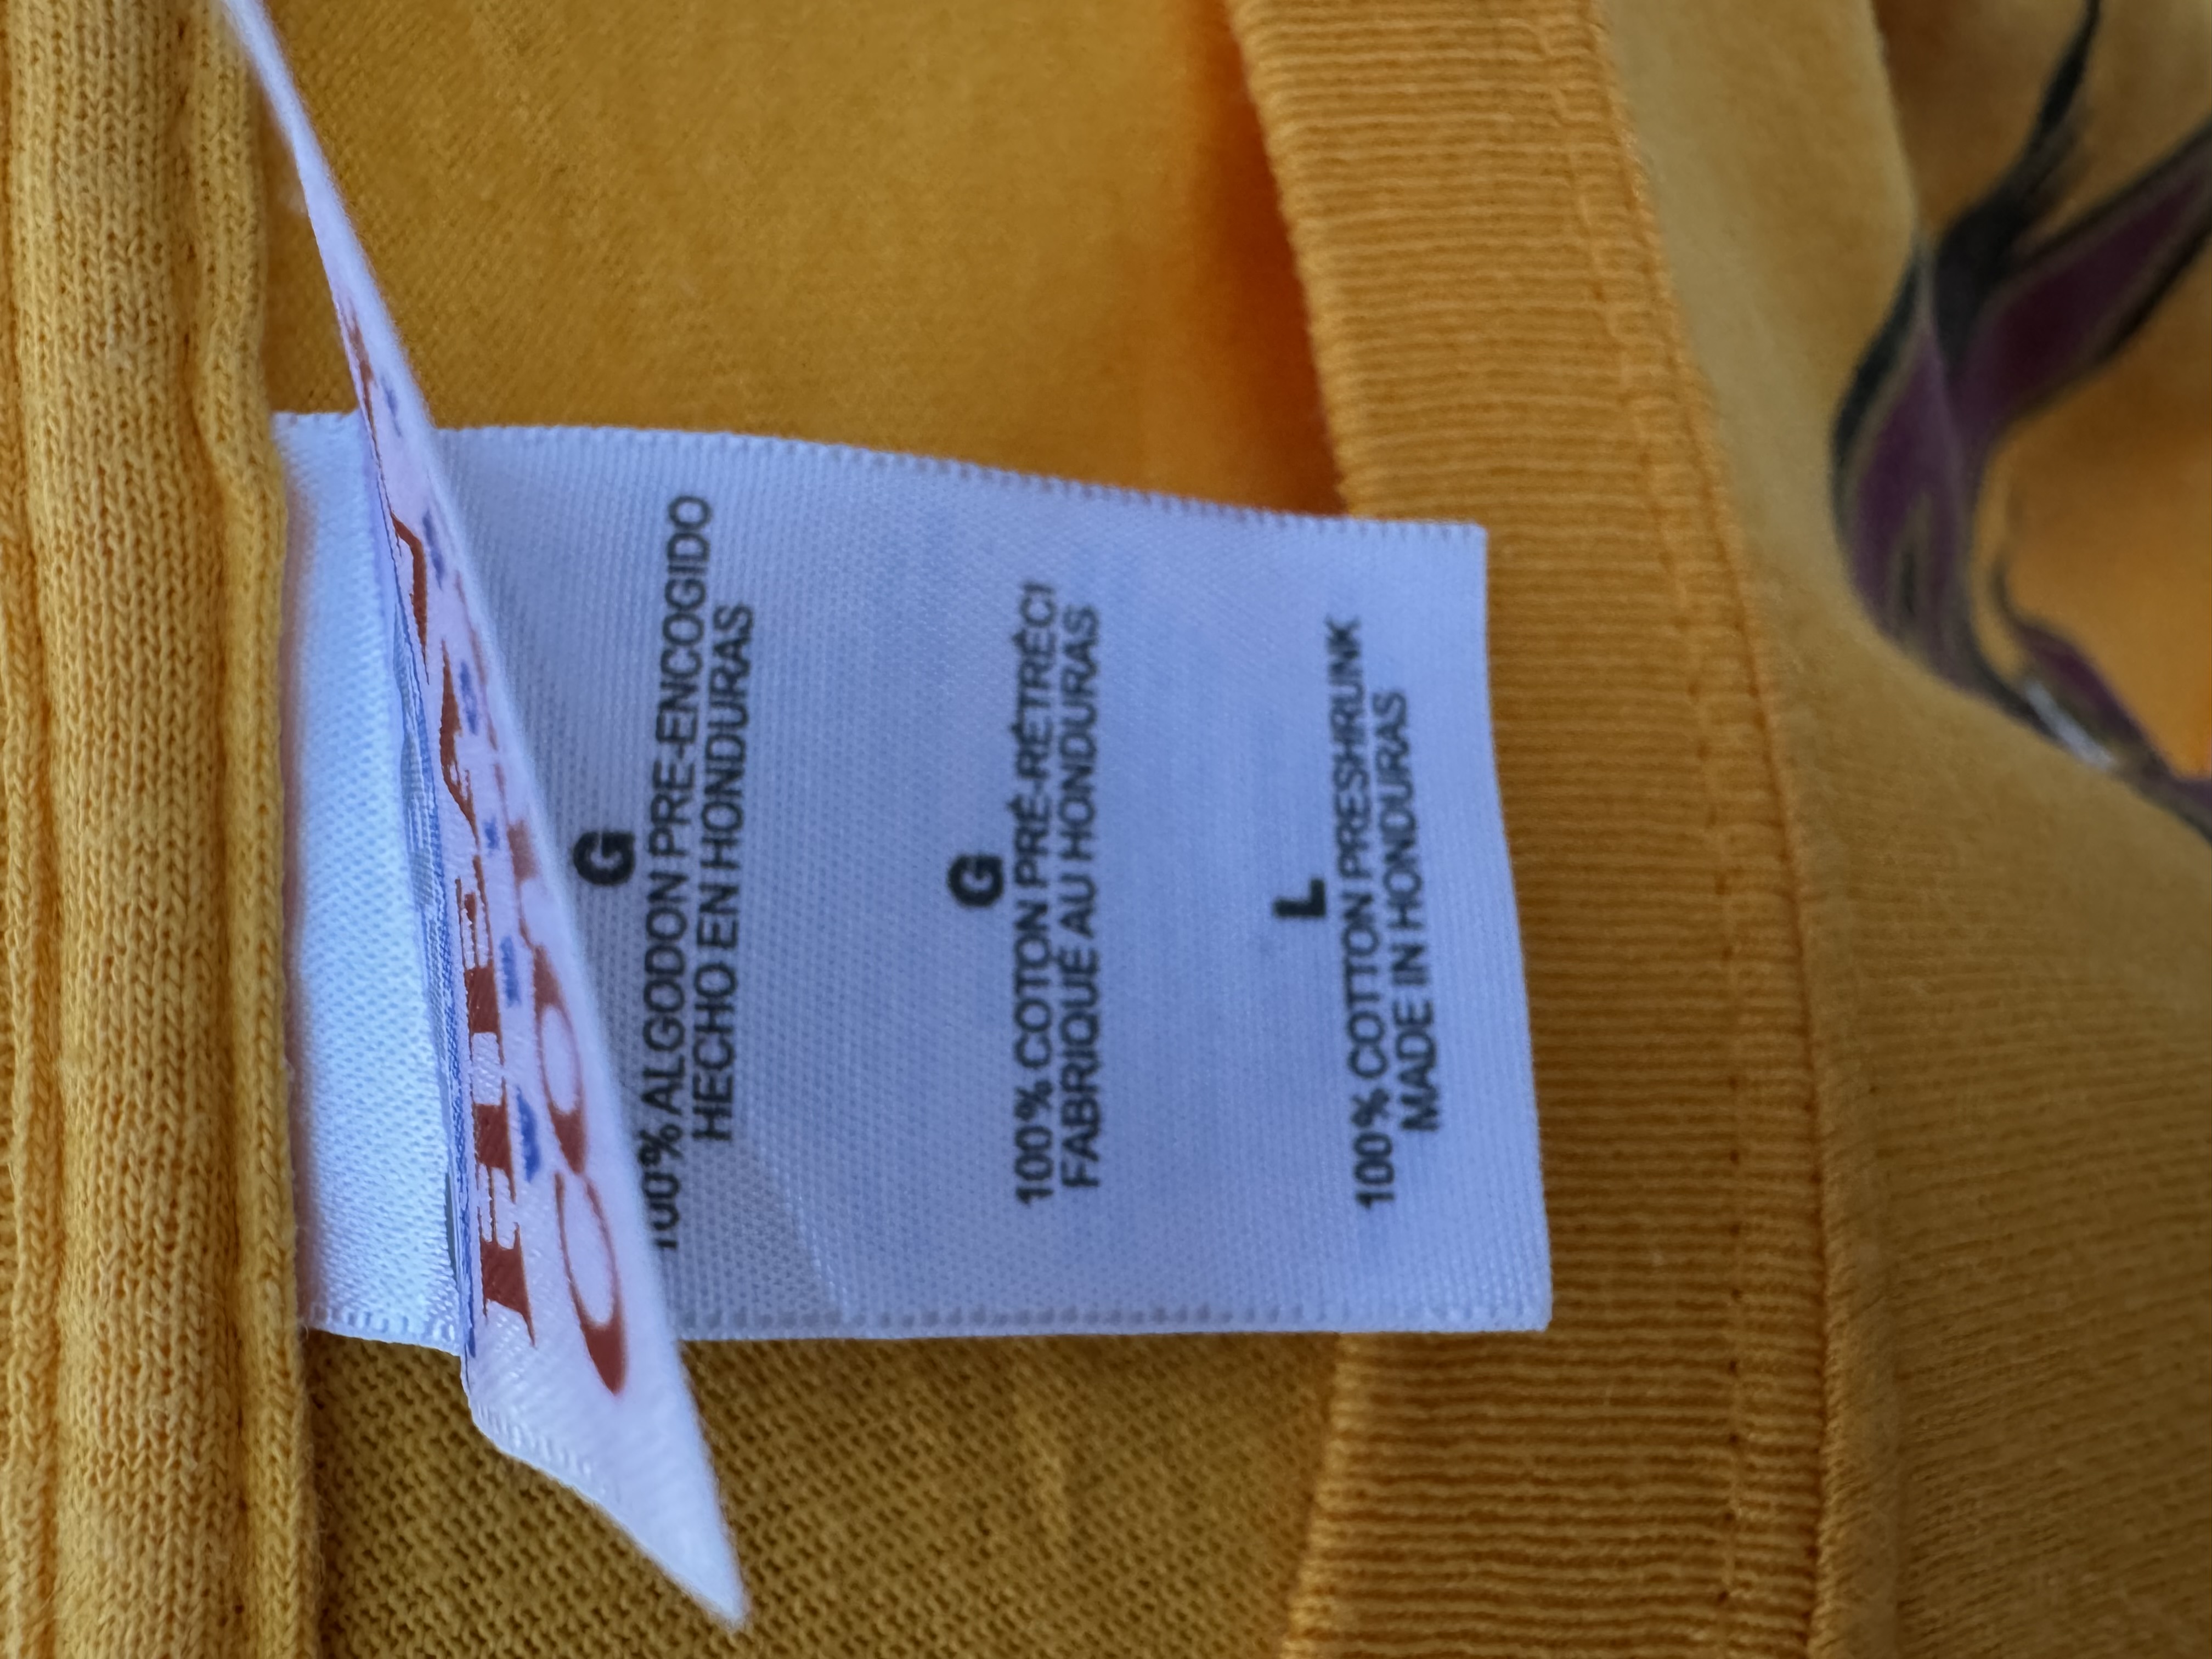 G
100% ALGODON PRE-ENCOGIDO
HECHO EN HONDURAS
G
100% COTON PRÉ-RÉTRÉCI
FABRIQUÉ AU HONDURAS
L
100% COTTON PRESHRUNK
MADE IN HONDURAS